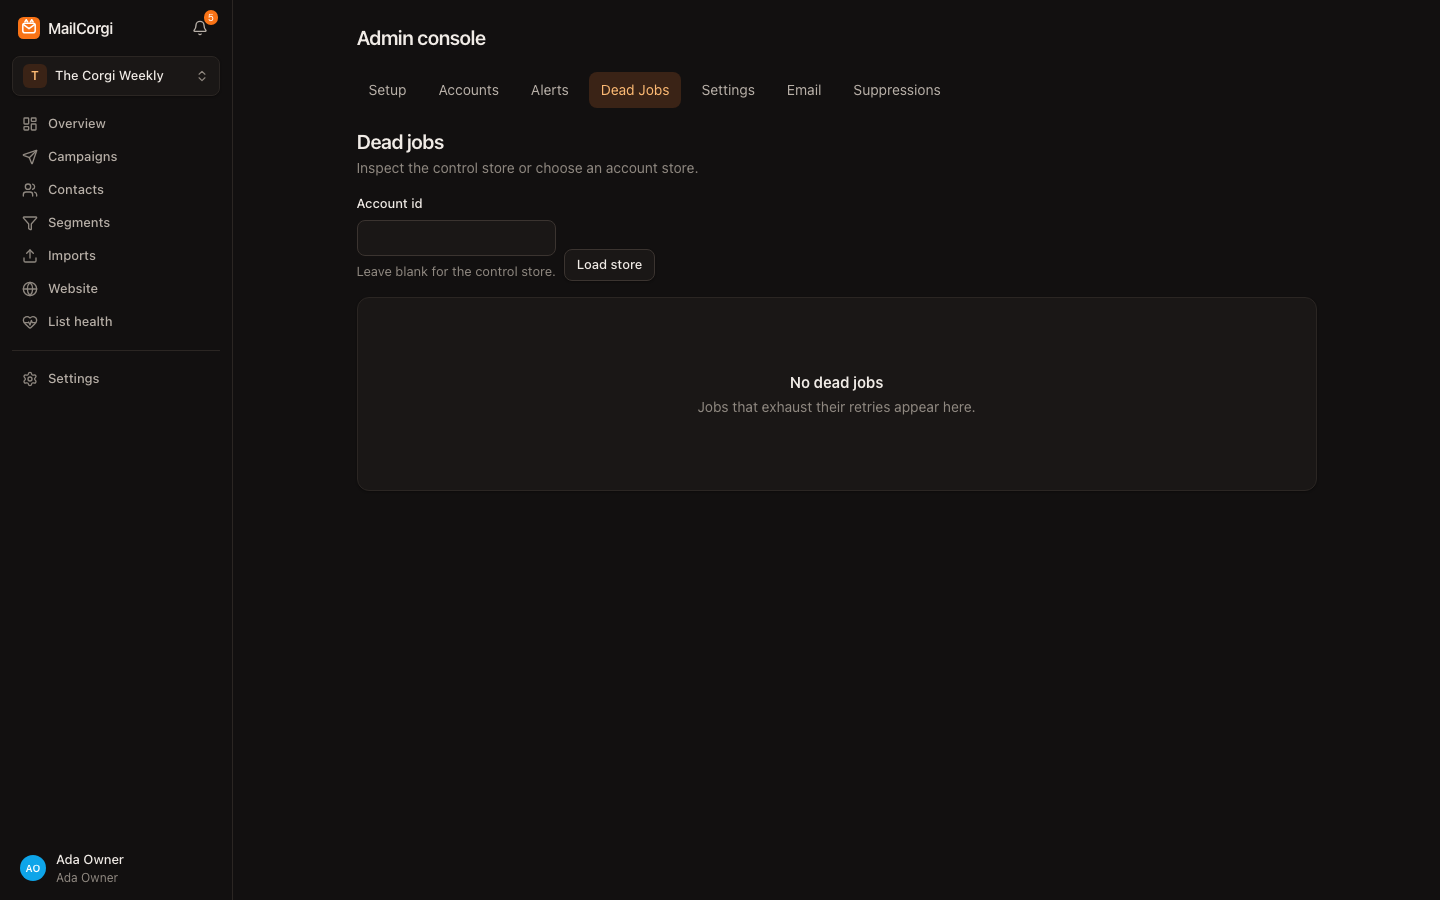 MailCorgi
5
T The Corgi Weekly
Overview
Campaigns
Contacts
Segments
Imports
Website
List health
Settings
AO
Ada Owner
Ada Owner
Admin console
Setup Accounts Alerts Dead Jobs Settings Email Suppressions
Dead jobs
Inspect the control store or choose an account store.
Account id
Leave blank for the control store.
Load store
No dead jobs
Jobs that exhaust their retries appear here.